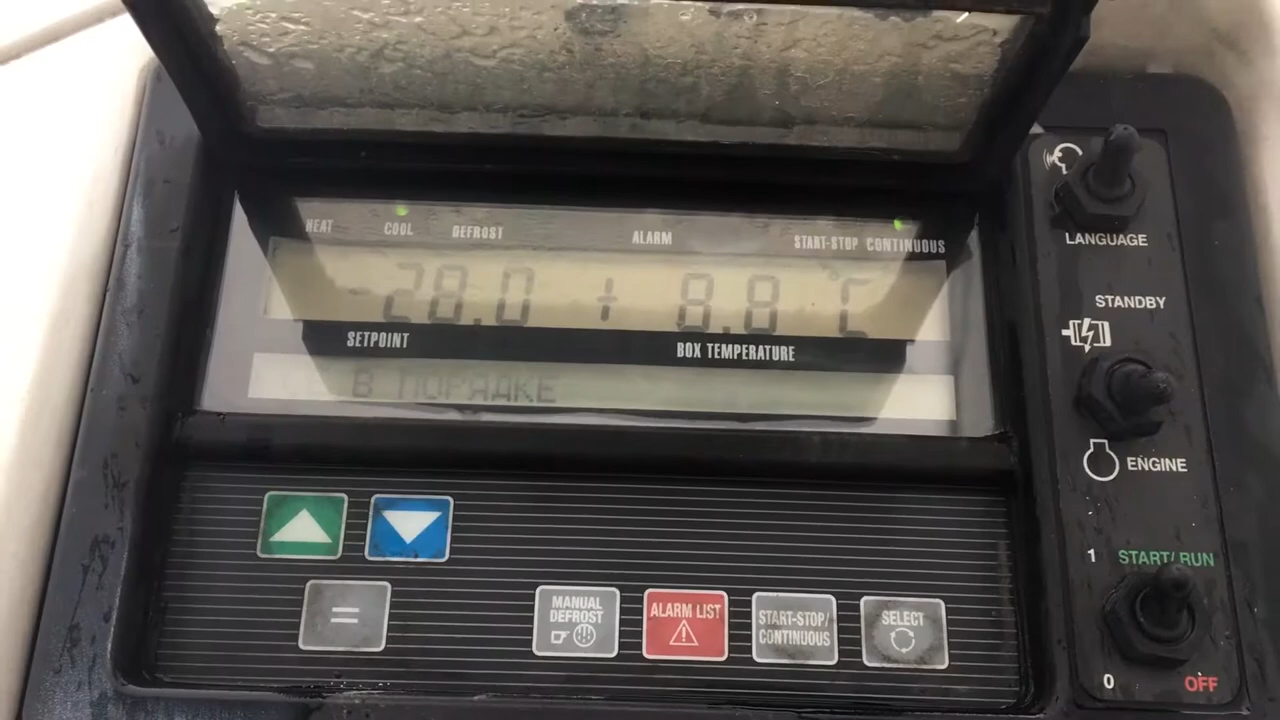 HEAT COOL DEFROST ALARM START-STOP CONTINUOUS
-28.0 + 8.8 °C
SETPOINT BOX TEMPERATURE
В ПОРЯДКЕ
LANGUAGE
STANDBY
ENGINE
1 START/RUN
0 OFF
=
MANUAL DEFROST
ALARM LIST
START-STOP/ CONTINUOUS
SELECT